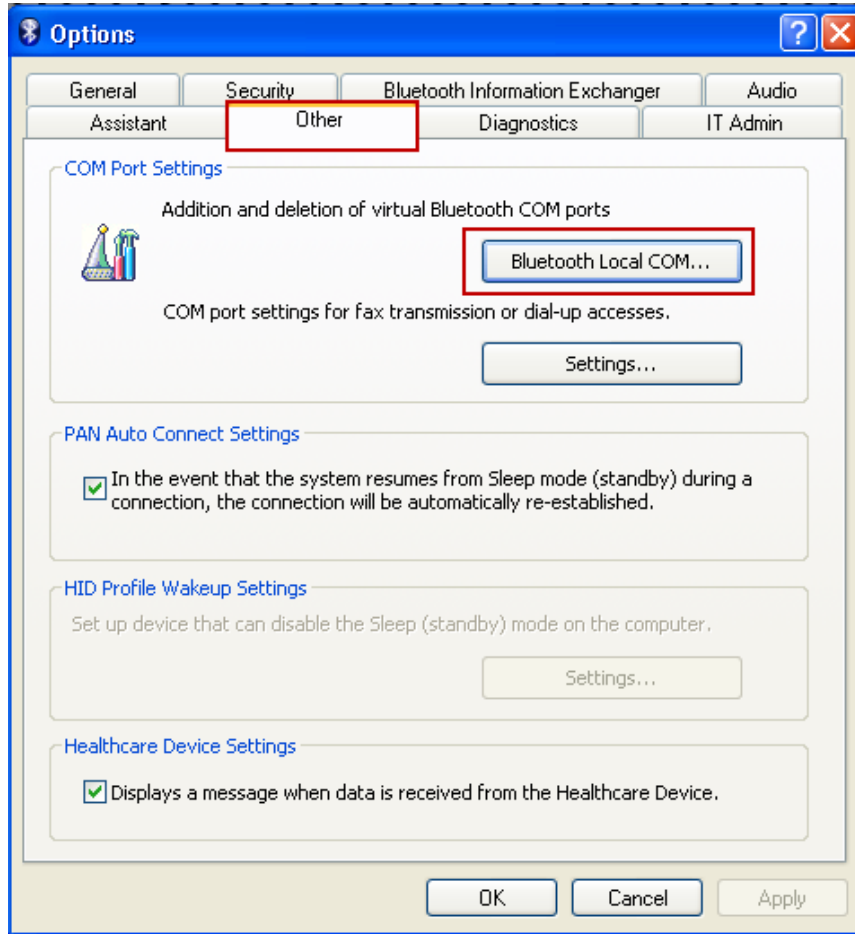 Options
General Security Bluetooth Information Exchanger Audio
Assistant Other Diagnostics IT Admin
COM Port Settings
Addition and deletion of virtual Bluetooth COM ports
Bluetooth Local COM...
COM port settings for fax transmission or dial-up accesses.
Settings...
PAN Auto Connect Settings
In the event that the system resumes from Sleep mode (standby) during a
connection, the connection will be automatically re-established.
HID Profile Wakeup Settings
Set up device that can disable the Sleep (standby) mode on the computer.
Settings...
Healthcare Device Settings
Displays a message when data is received from the Healthcare Device.
OK Cancel Apply